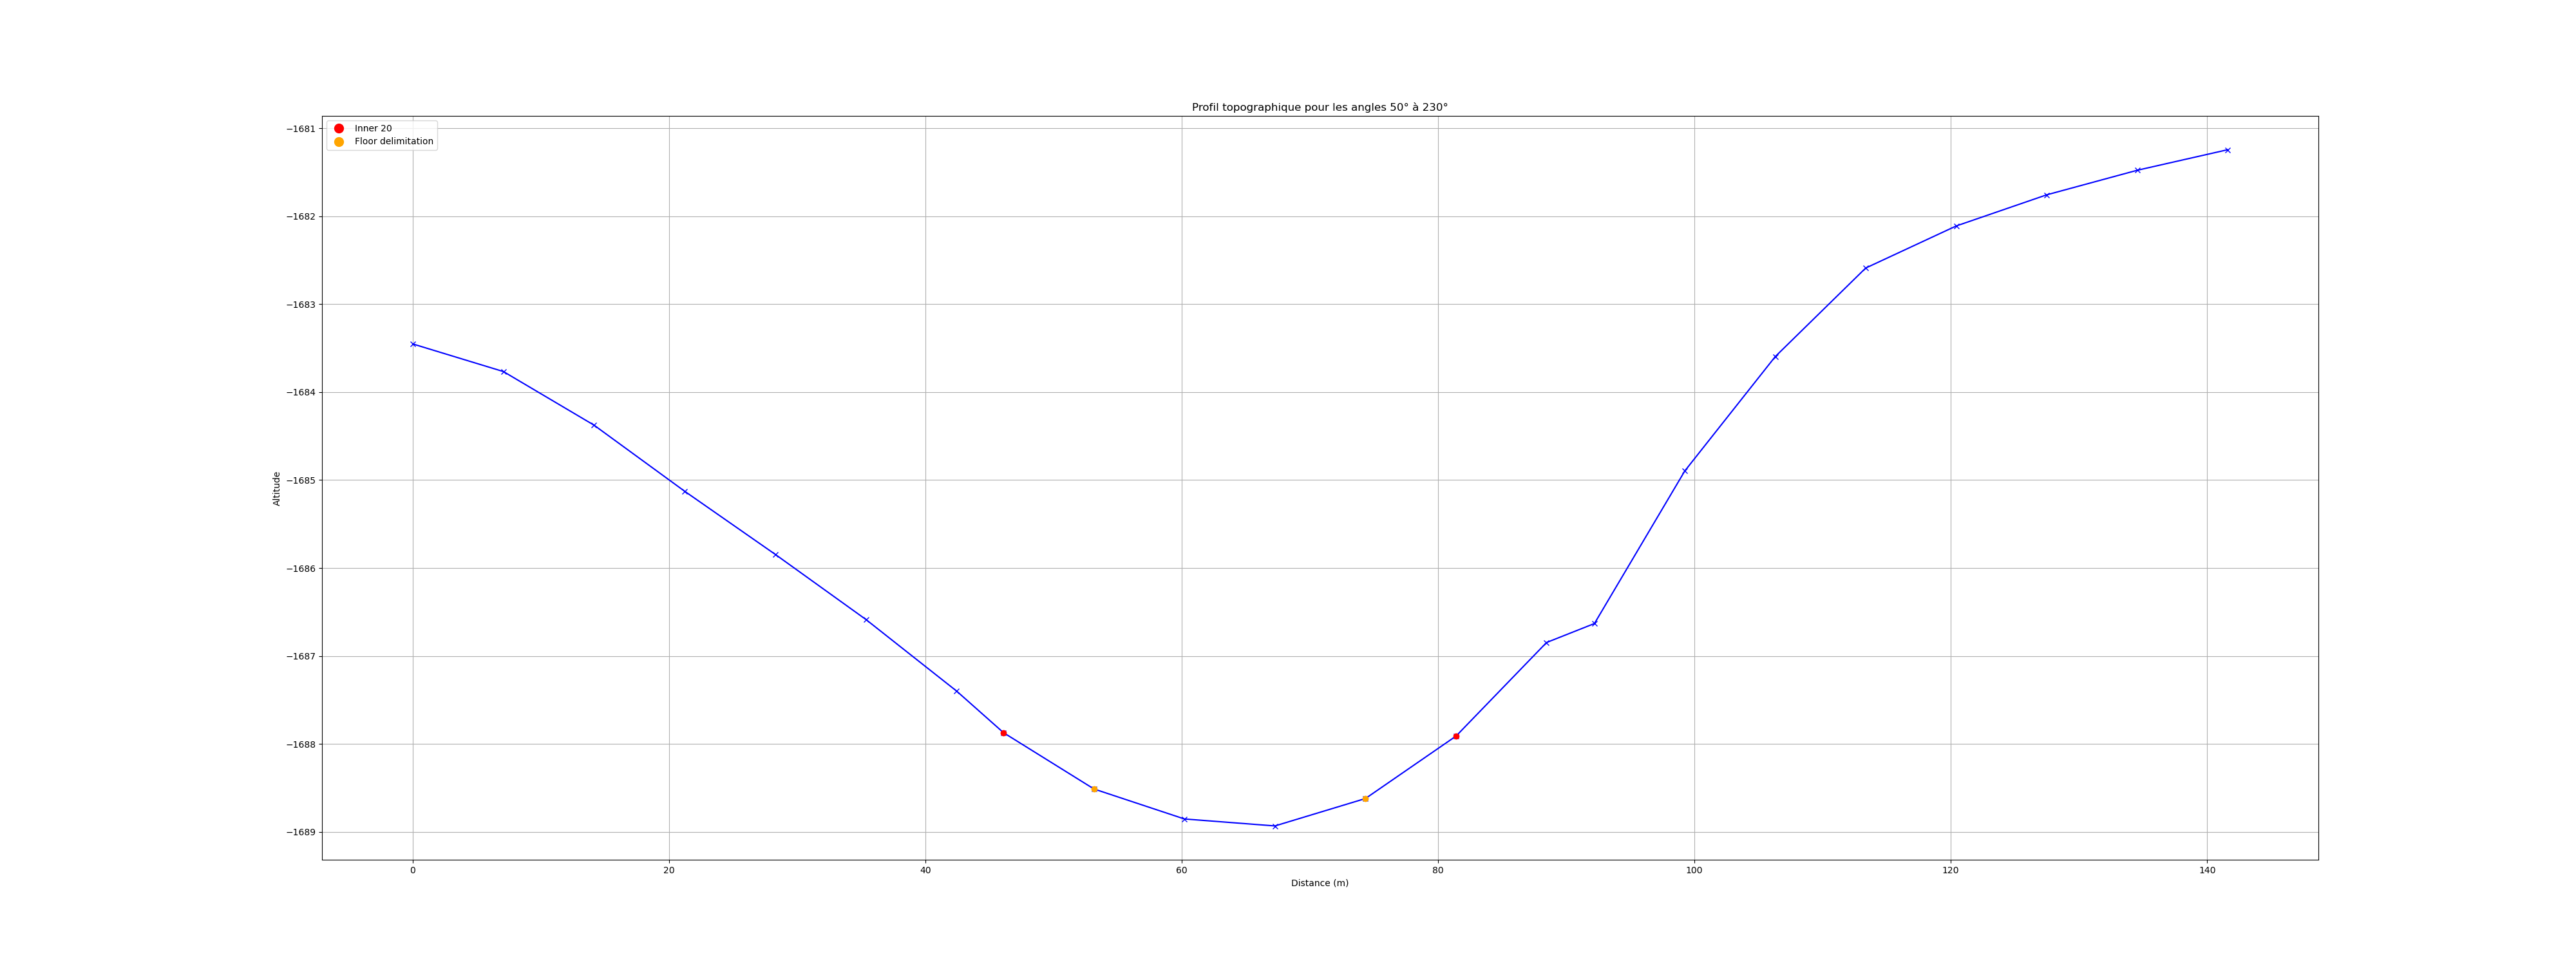 Profil topographique pour les angles 50° à 230°
Inner 20
Floor delimitation
−1681
−1682
−1683
−1684
−1685
−1686
−1687
−1688
−1689
Altitude
0 20 40 60 80 100 120 140
Distance (m)